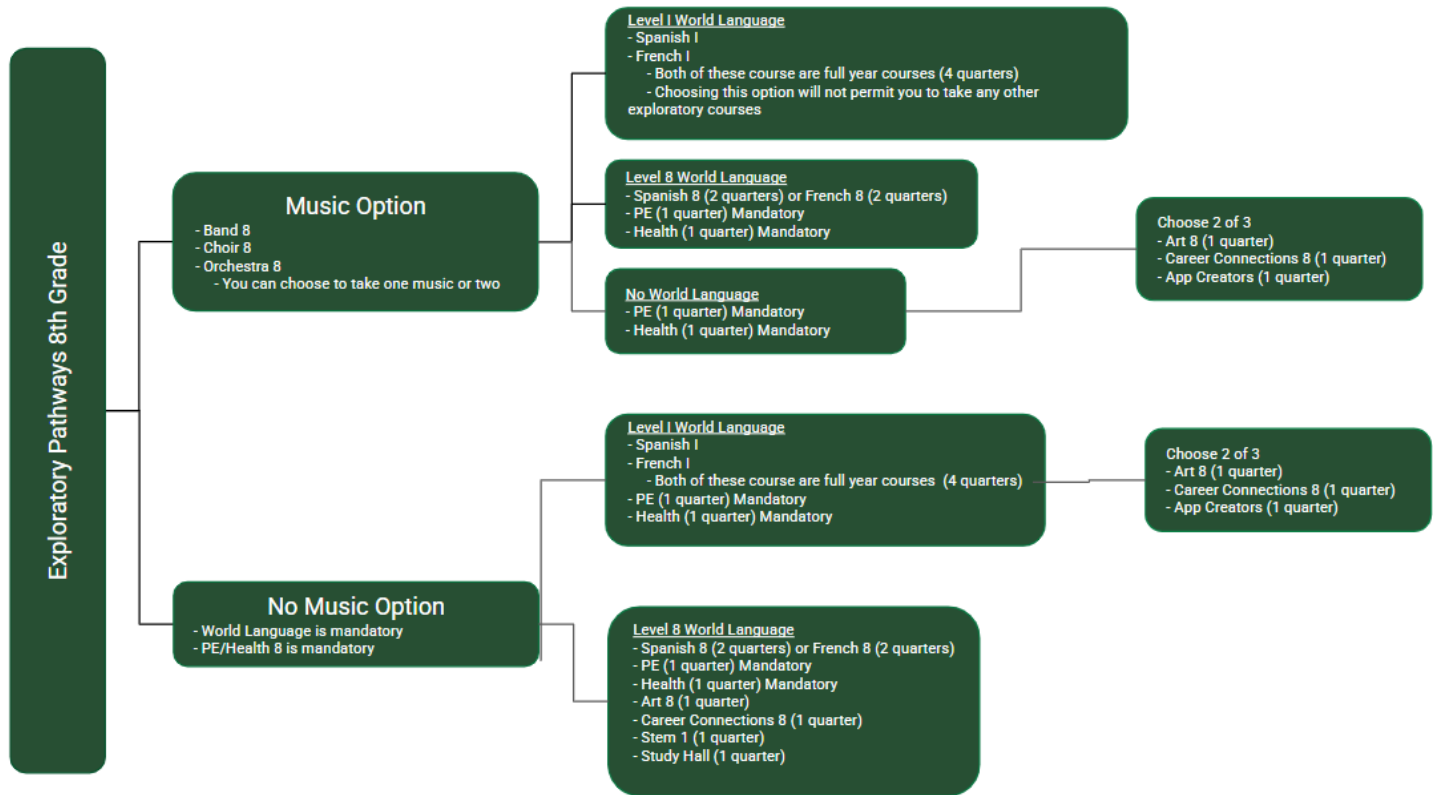 Exploratory Pathways 8th Grade
Music Option
- Band 8
- Choir 8
- Orchestra 8
- You can choose to take one music or two
Level I World Language
- Spanish I
- French I
- Both of these course are full year courses (4 quarters)
- Choosing this option will not permit you to take any other
exploratory courses
Level 8 World Language
- Spanish 8 (2 quarters) or French 8 (2 quarters)
- PE (1 quarter) Mandatory
- Health (1 quarter) Mandatory
No World Language
- PE (1 quarter) Mandatory
- Health (1 quarter) Mandatory
Choose 2 of 3
- Art 8 (1 quarter)
- Career Connections 8 (1 quarter)
- App Creators (1 quarter)
No Music Option
- World Language is mandatory
- PE/Health 8 is mandatory
Level I World Language
- Spanish I
- French I
- Both of these course are full year courses (4 quarters)
- PE (1 quarter) Mandatory
- Health (1 quarter) Mandatory
Choose 2 of 3
- Art 8 (1 quarter)
- Career Connections 8 (1 quarter)
- App Creators (1 quarter)
Level 8 World Language
- Spanish 8 (2 quarters) or French 8 (2 quarters)
- PE (1 quarter) Mandatory
- Health (1 quarter) Mandatory
- Art 8 (1 quarter)
- Career Connections 8 (1 quarter)
- Stem 1 (1 quarter)
- Study Hall (1 quarter)